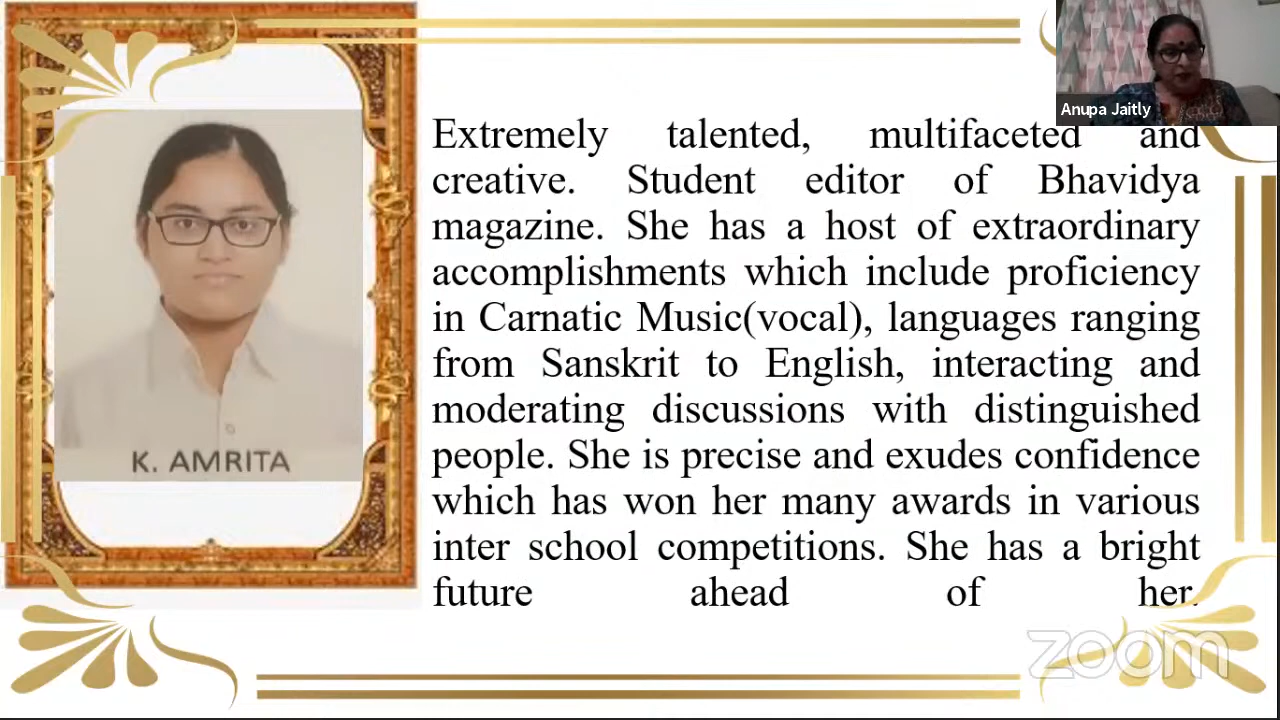 Anupa Jaitly
Extremely talented, multifaceted and
creative. Student editor of Bhavidya
magazine. She has a host of extraordinary
accomplishments which include proficiency
in Carnatic Music(vocal), languages ranging
from Sanskrit to English, interacting and
moderating discussions with distinguished
people. She is precise and exudes confidence
which has won her many awards in various
inter school competitions. She has a bright
future ahead of her.
K. AMRITA
zoom